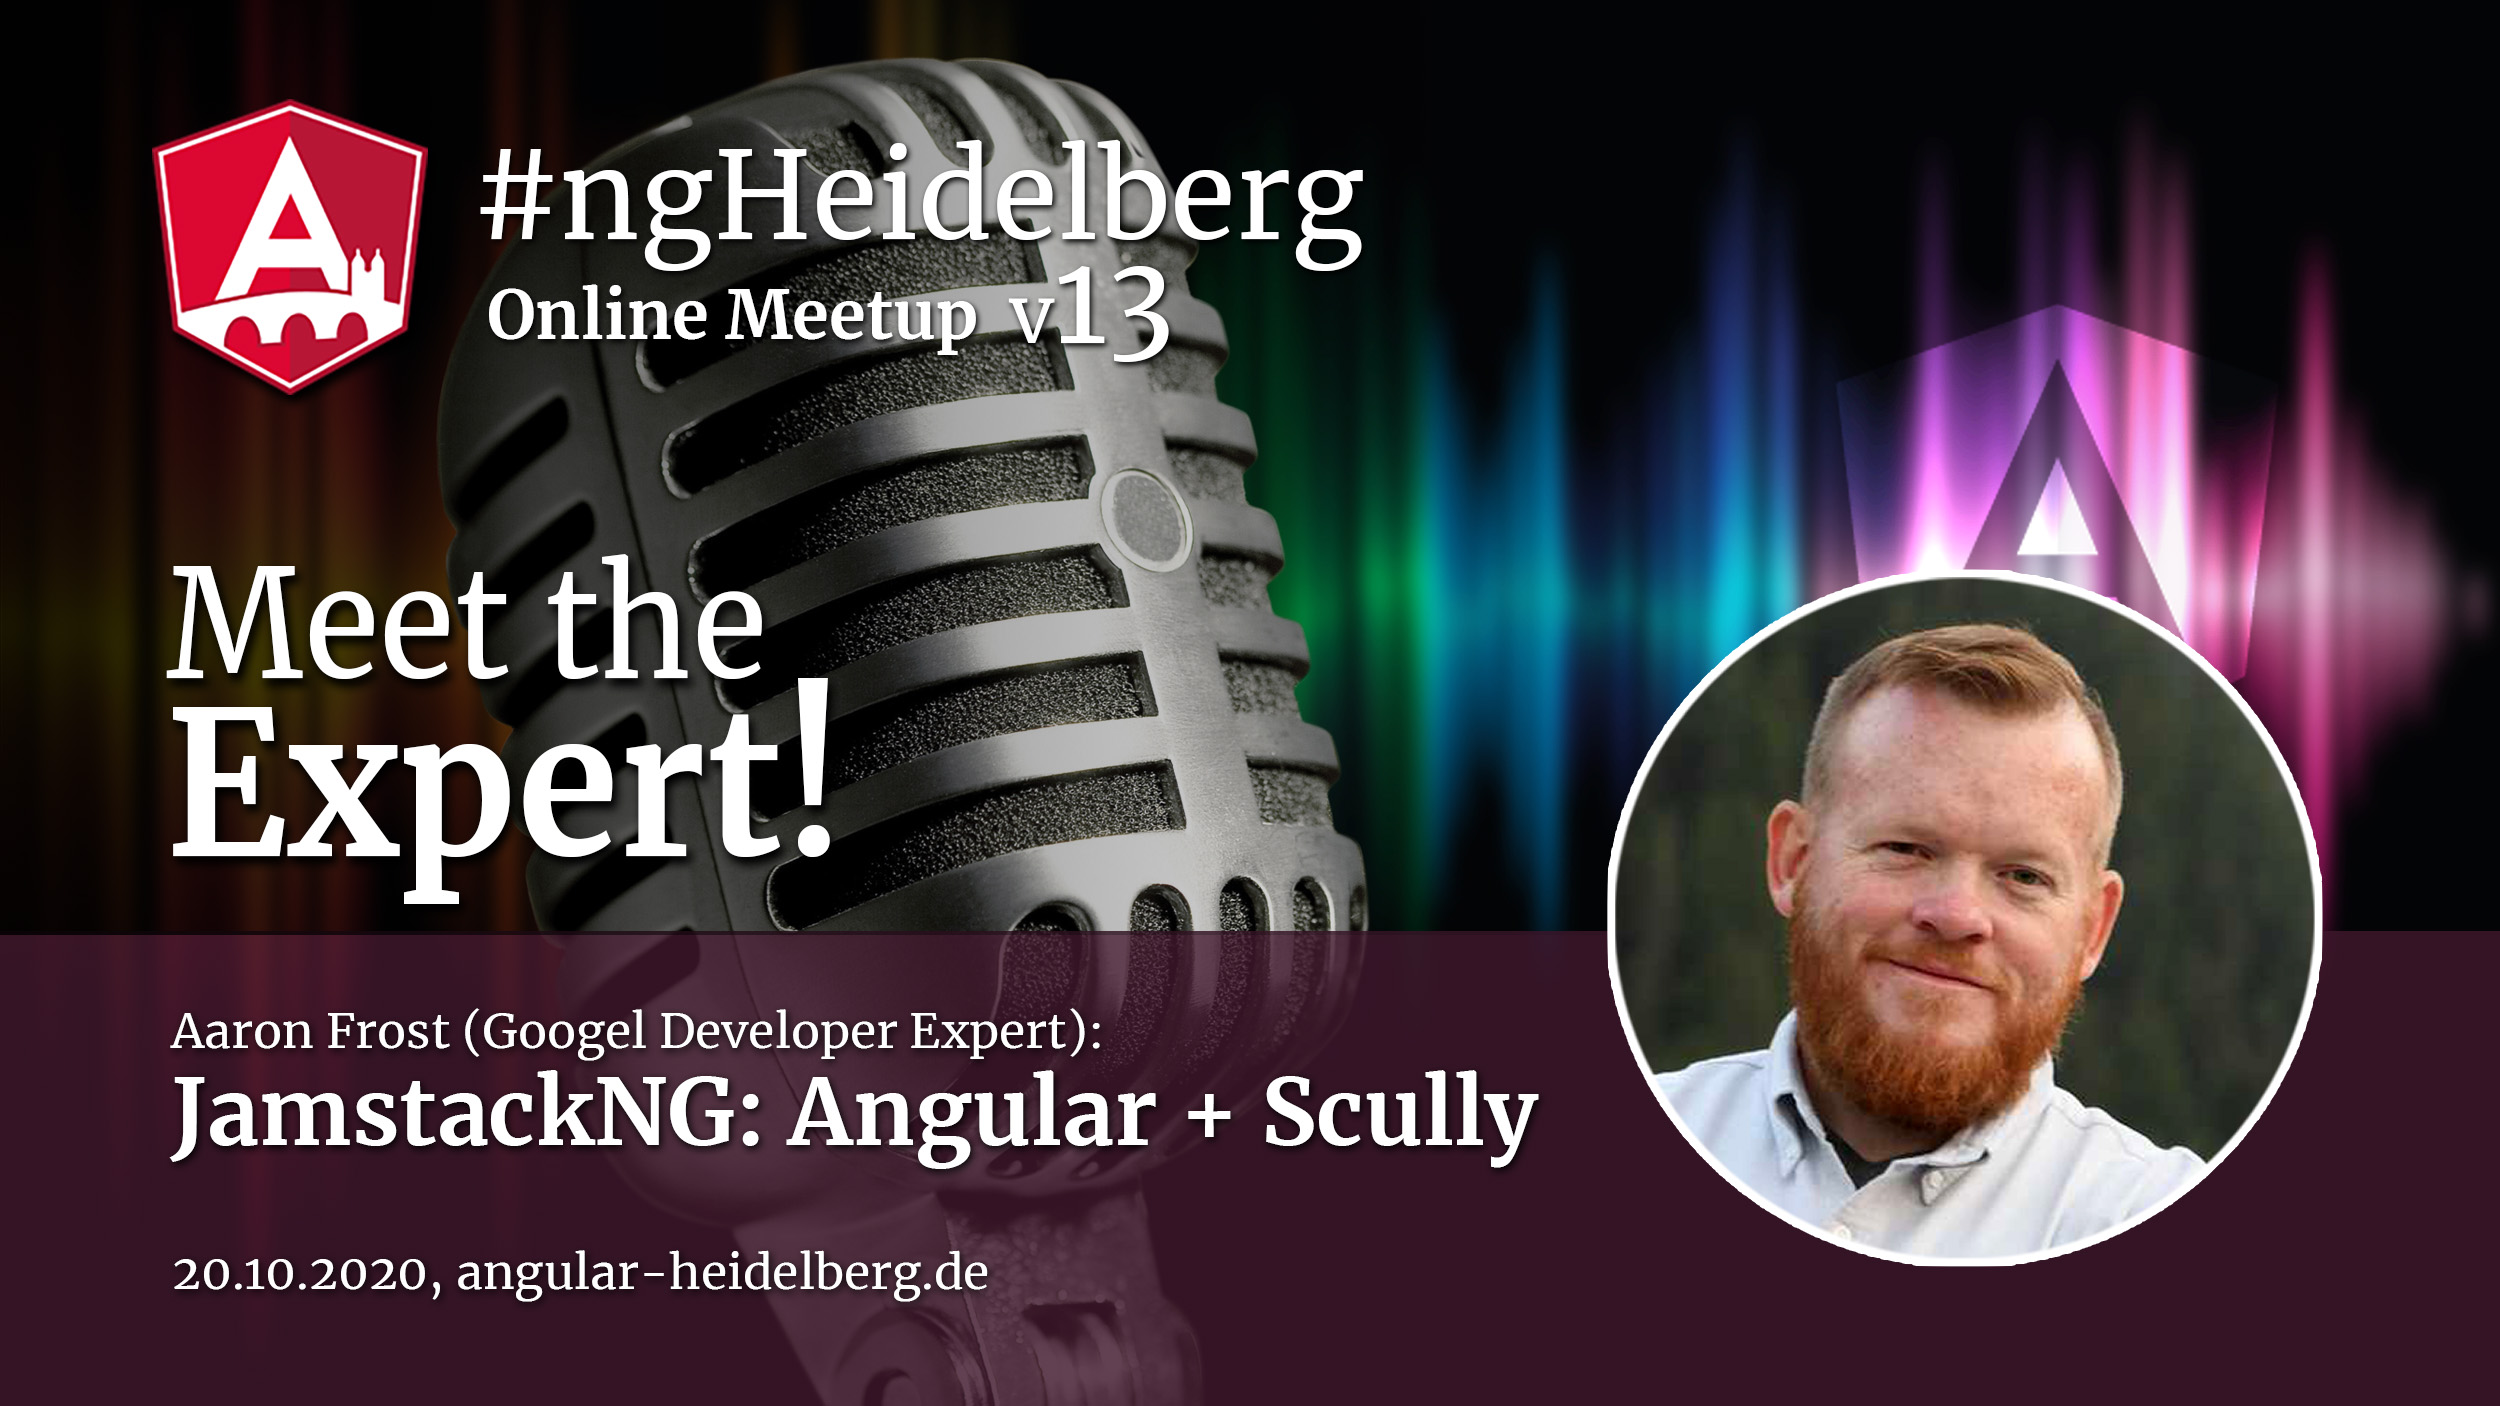 #ngHeidelberg
Online Meetup v13
Meet the
Expert!
Aaron Frost (Googel Developer Expert):
JamstackNG: Angular + Scully
20.10.2020, angular-heidelberg.de